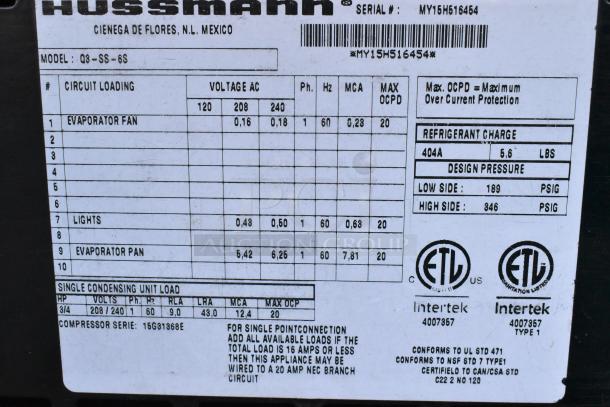 HUSSMANN® SERIAL# : MY15H516454
CIENEGA DE FLORES, N.L. MEXICO
*MY15H516454*
MODEL : Q3-SS-6S
# CIRCUIT LOADING VOLTAGE AC Ph. Hz MCA MAX OCPD
120 208 240
1 EVAPORATOR FAN 0,16 0,18 1 60 0,23 20
2
3
4
5
6
7 LIGHTS 0,43 0,50 1 60 0,63 20
8
9 EVAPORATOR PAN 5,42 6,25 1 60 7,81 20
10
Max. OCPD = Maximum
Over Current Protection
REFRIGERANT CHARGE
404A 5.6 LBS
DESIGN PRESSURE
LOW SIDE : 189 PSIG
HIGH SIDE : 346 PSIG
SINGLE CONDENSING UNIT LOAD
HP VOLTS Ph. Hz RLA LRA MCA MAX OCP
3/4 208 / 240 1 60 9.0 43.0 12.4 20
COMPRESSOR SERIE: 15G31368E
FOR SINGLE POINTCONNECTION
ADD ALL AVAILABLE LOADS IF THE
TOTAL LOAD IS 16 AMPS OR LESS
THEN THIS APPLIANCE MAY BE
WIRED TO A 20 AMP NEC BRANCH
CIRCUIT
C ETL US
LISTED
Intertek
4007357
ETL
SANITATION LISTED
Intertek
4007357
TYPE 1
CONFORMS TO UL STD 471
CONFORMS TO NSF STD 7 TYPE1
CERTIFIELD TO CAN/CSA STD
C22 2 NO 120